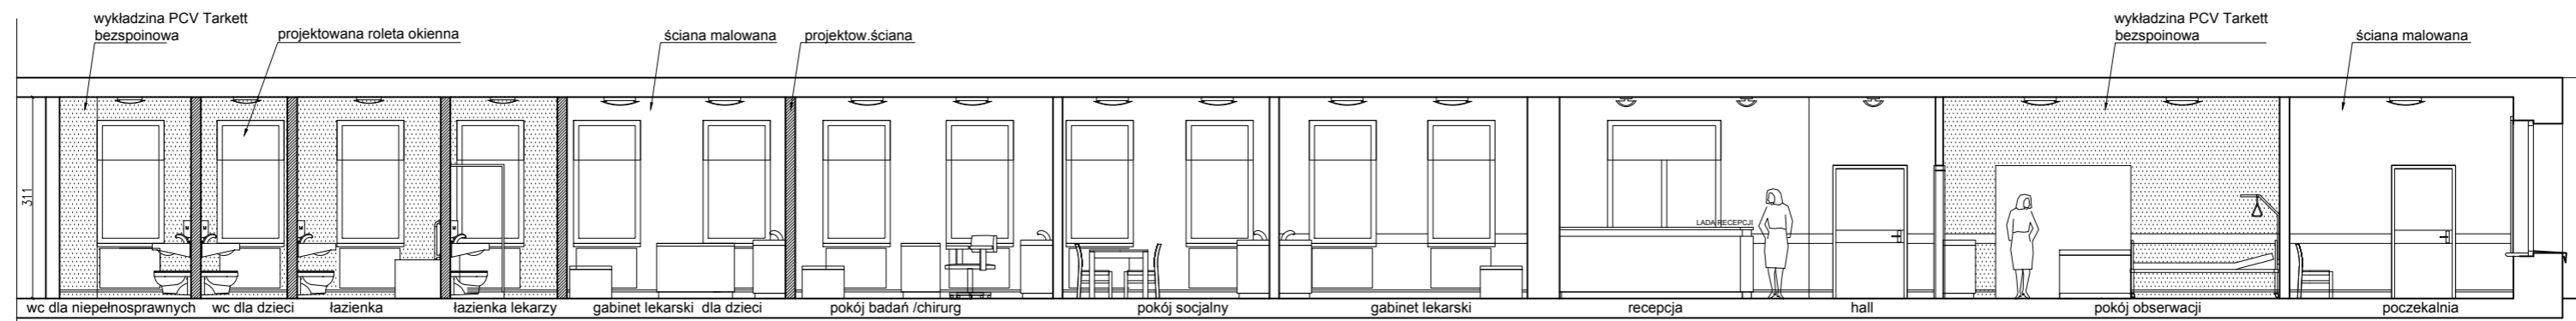 wykładzina PCV Tarkett
bezspoinowa
projektowana roleta okienna
ściana malowana
projektow.ściana
wykładzina PCV Tarkett
bezspoinowa
ściana malowana
311
LADA RECEPCJI
wc dla niepełnosprawnych
wc dla dzieci
łazienka
łazienka lekarzy
gabinet lekarski dla dzieci
pokój badań /chirurg
pokój socjalny
gabinet lekarski
recepcja
hall
pokój obserwacji
poczekalnia